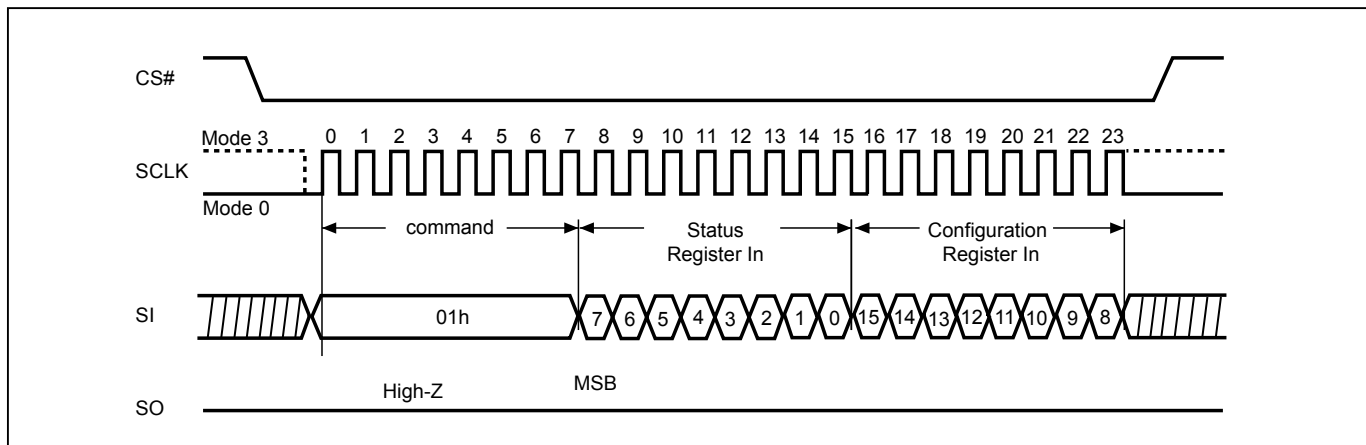 CS#
Mode 3
0 1 2 3 4 5 6 7 8 9 10 11 12 13 14 15 16 17 18 19 20 21 22 23
SCLK
Mode 0
command
Status
Register In
Configuration
Register In
SI
01h
7 6 5 4 3 2 1 0 15 14 13 12 11 10 9 8
High-Z
MSB
SO